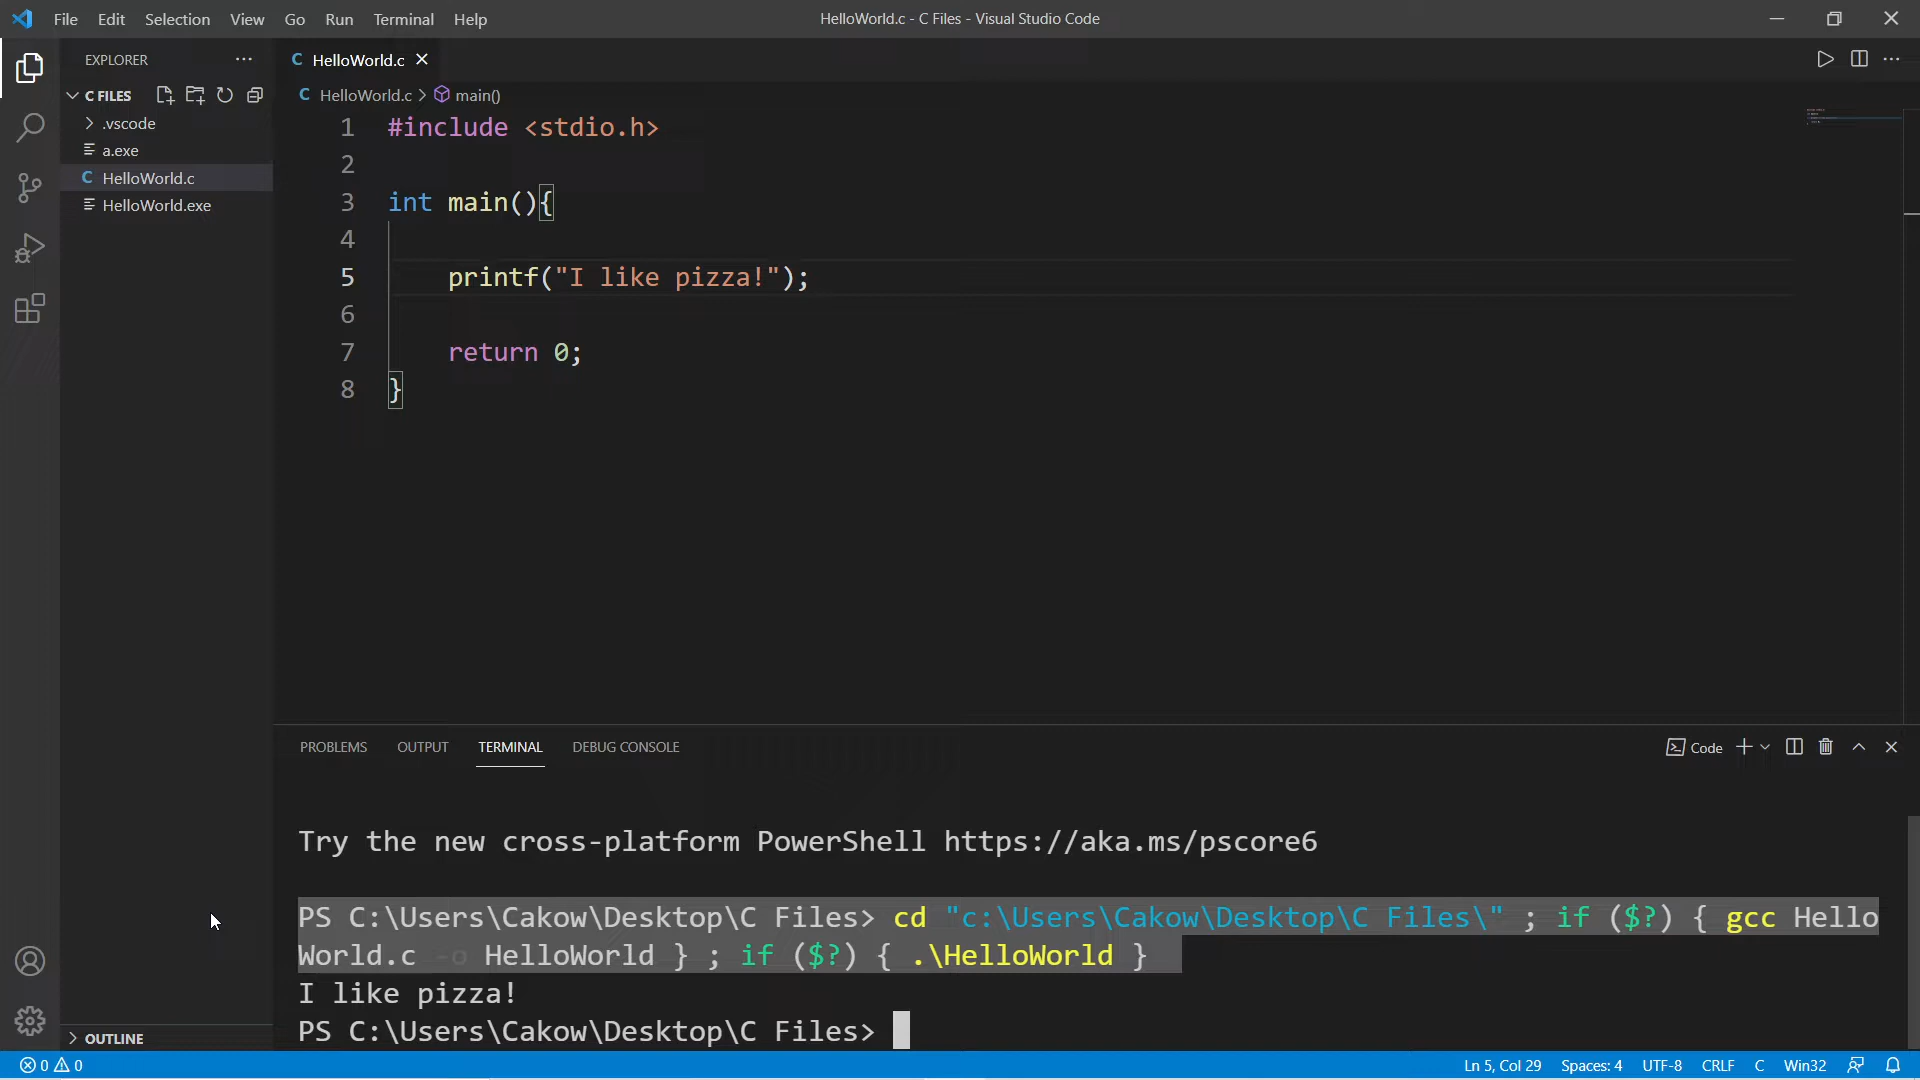 File Edit Selection View Go Run Terminal Help
HelloWorld.c - C Files - Visual Studio Code
EXPLORER
C FILES
.vscode
a.exe
C HelloWorld.c
HelloWorld.exe
C HelloWorld.c
C HelloWorld.c > main()
1 #include <stdio.h>
2
3 int main(){
4
5 printf("I like pizza!");
6
7 return 0;
8 }
PROBLEMS OUTPUT TERMINAL DEBUG CONSOLE
Code
Try the new cross-platform PowerShell https://aka.ms/pscore6
PS C:\Users\Cakow\Desktop\C Files> cd "c:\Users\Cakow\Desktop\C Files\" ; if ($?) { gcc Hello
World.c -o HelloWorld } ; if ($?) { .\HelloWorld }
I like pizza!
PS C:\Users\Cakow\Desktop\C Files>
OUTLINE
0 0
Ln 5, Col 29 Spaces: 4 UTF-8 CRLF C Win32